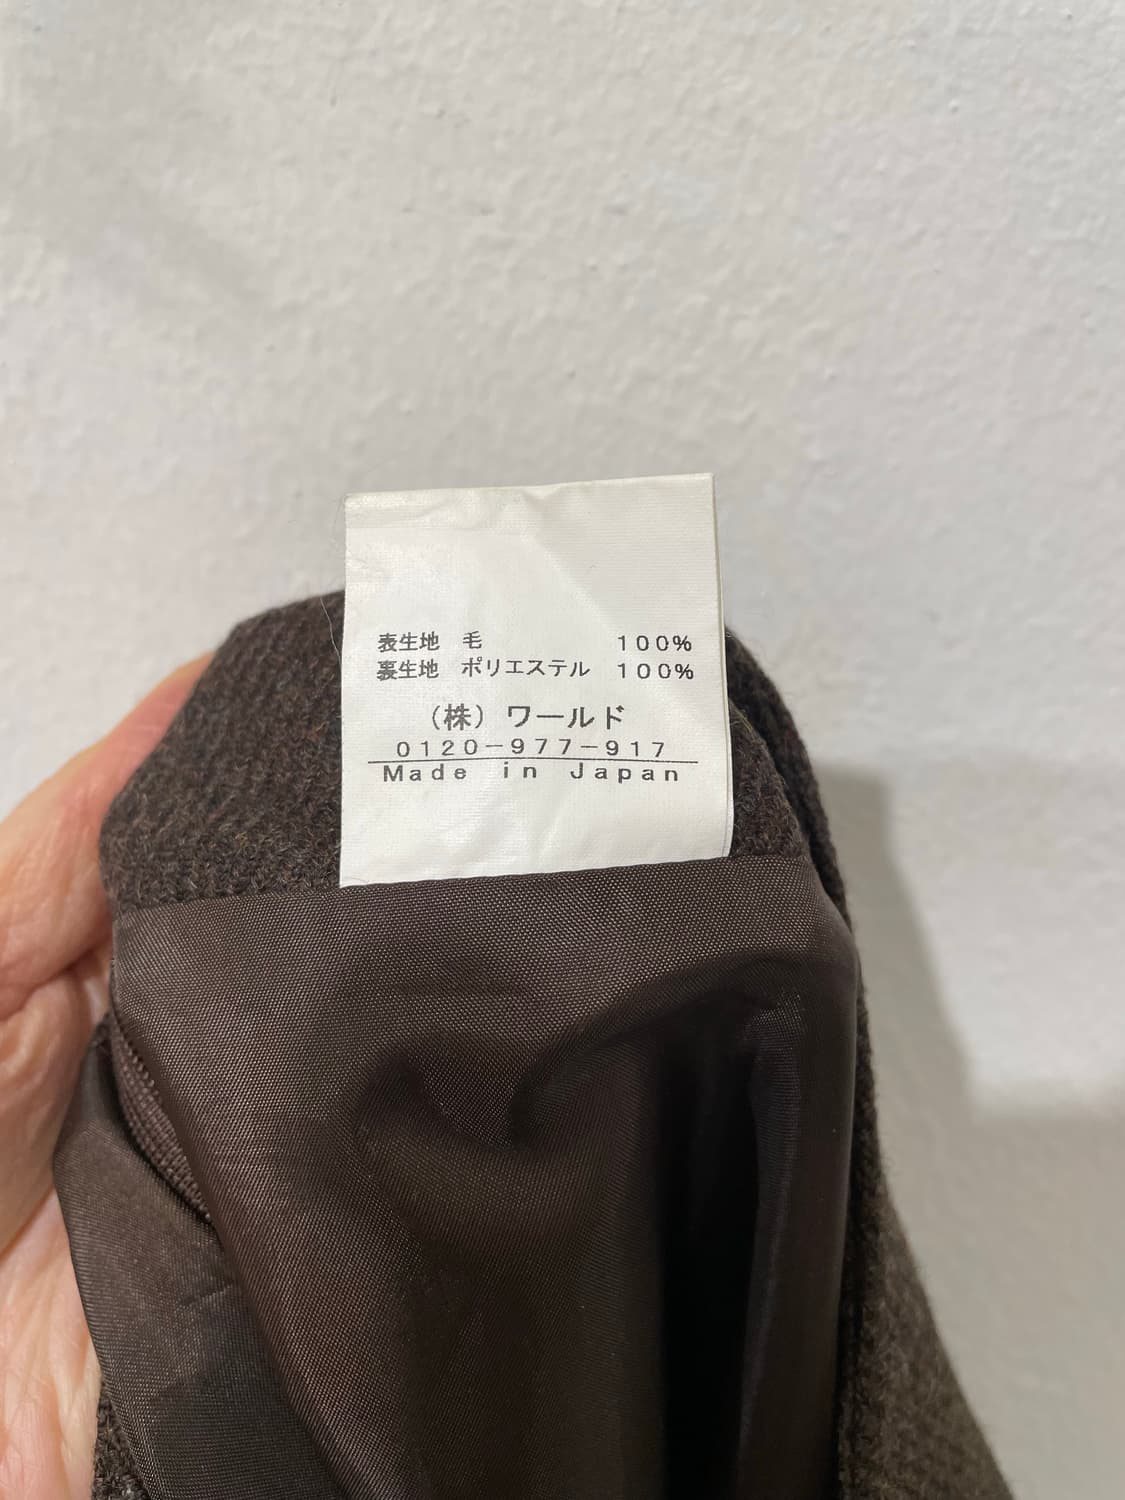 表生地 毛 100%
裏生地 ポリエステル 100%
(株)ワールド
0120-977-917
Made in Japan